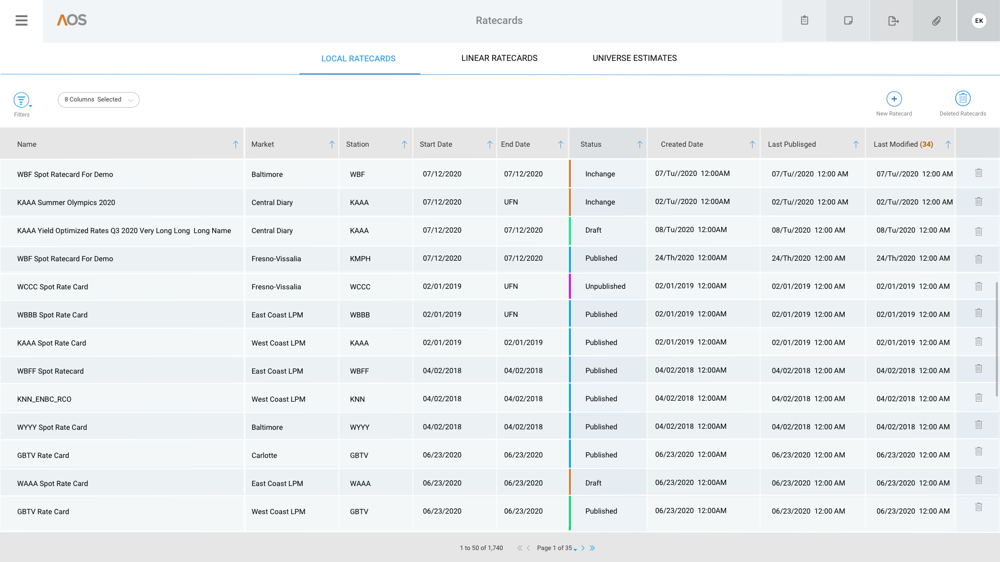 AOS
Ratecards
EK
LOCAL RATECARDS LINEAR RATECARDS UNIVERSE ESTIMATES
8 Columns Selected
Filters
New Ratecard
Deleted Ratecards
Name Market Station Start Date End Date Status Created Date Last Publisged Last Modified (34)
WBF Spot Ratecard For Demo Baltimore WBF 07/12/2020 07/12/2020 Inchange 07/Tu//2020 12:00AM 07/Tu//2020 12:00 AM 07/Tu//2020 12:00 AM
KAAA Summer Olympics 2020 Central Diary KAAA 07/12/2020 UFN Inchange 02/Tu//2020 12:00AM 02/Tu//2020 12:00 AM 02/Tu//2020 12:00 AM
KAAA Yield Optimized Rates Q3 2020 Very Long Long Long Name Central Diary KAAA 07/12/2020 07/12/2020 Draft 08/Tu/2020 12:00AM 08/Tu/2020 12:00 AM 08/Tu/2020 12:00 AM
WBF Spot Ratecard For Demo Fresno-Vissalia KMPH 07/12/2020 07/12/2020 Published 24/Th/2020 12:00AM 24/Th/2020 12:00 AM 24/Th/2020 12:00 AM
WCCC Spot Rate Card Fresno-Vissalia WCCC 02/01/2019 UFN Unpublished 02/01/2019 12:00AM 02/01/2019 12:00 AM 02/01/2019 12:00 AM
WBBB Spot Rate Card East Coast LPM WBBB 02/01/2019 UFN Published 02/01/2019 12:00AM 02/01/2019 12:00 AM 02/01/2019 12:00 AM
KAAA Spot Rate Card West Coast LPM KAAA 02/01/2019 02/01/2019 Published 02/01/2019 12:00AM 02/01/2019 12:00 AM 02/01/2019 12:00 AM
WBFF Spot Ratecard East Coast LPM WBFF 04/02/2018 04/02/2018 Published 04/02/2018 12:00AM 04/02/2018 12:00 AM 04/02/2018 12:00 AM
KNN_ENBC_RCO West Coast LPM KNN 04/02/2018 04/02/2018 Published 04/02/2018 12:00AM 04/02/2018 12:00 AM 04/02/2018 12:00 AM
WYYY Spot Rate Card Baltimore WYYY 04/02/2018 04/02/2018 Published 04/02/2018 12:00AM 04/02/2018 12:00 AM 04/02/2018 12:00 AM
GBTV Rate Card Carlotte GBTV 06/23/2020 06/23/2020 Published 06/23/2020 12:00AM 06/23/2020 12:00 AM 06/23/2020 12:00 AM
WAAA Spot Rate Card East Coast LPM WAAA 06/23/2020 06/23/2020 Draft 06/23/2020 12:00AM 06/23/2020 12:00 AM 06/23/2020 12:00 AM
GBTV Rate Card West Coast LPM GBTV 06/23/2020 06/23/2020 Published 06/23/2020 12:00AM 06/23/2020 12:00 AM 06/23/2020 12:00 AM
1 to 50 of 1,740 Page 1 of 35